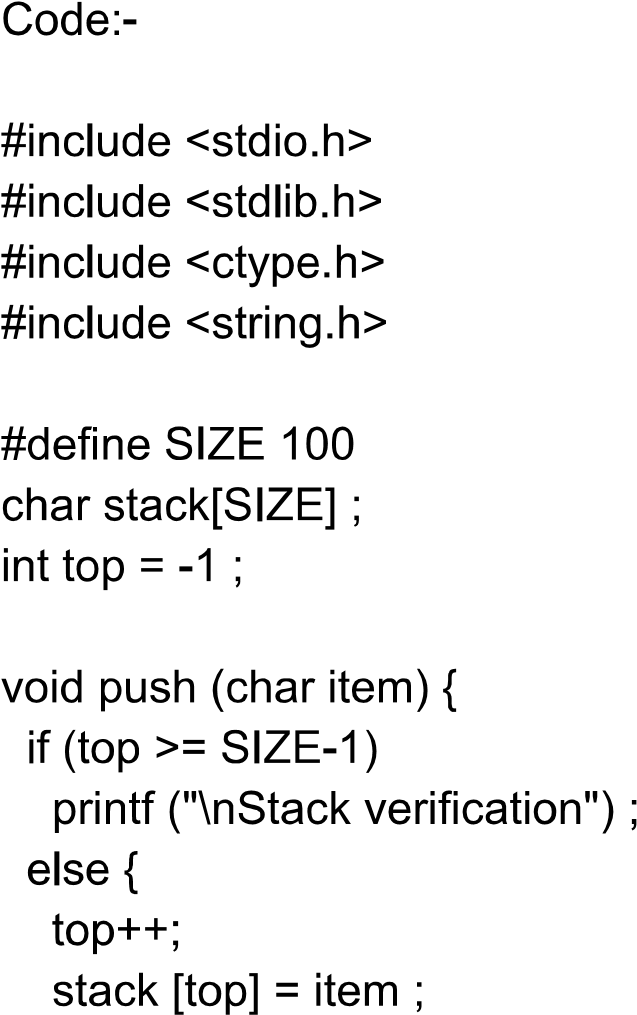 Code:-
#include <stdio.h>
#include <stdlib.h>
#include <ctype.h>
#include <string.h>
#define SIZE 100
char stack[SIZE] ;
int top = -1 ;
void push (char item) {
if (top >= SIZE-1)
printf ("\nStack verification") ;
else {
top++;
stack [top] = item ;